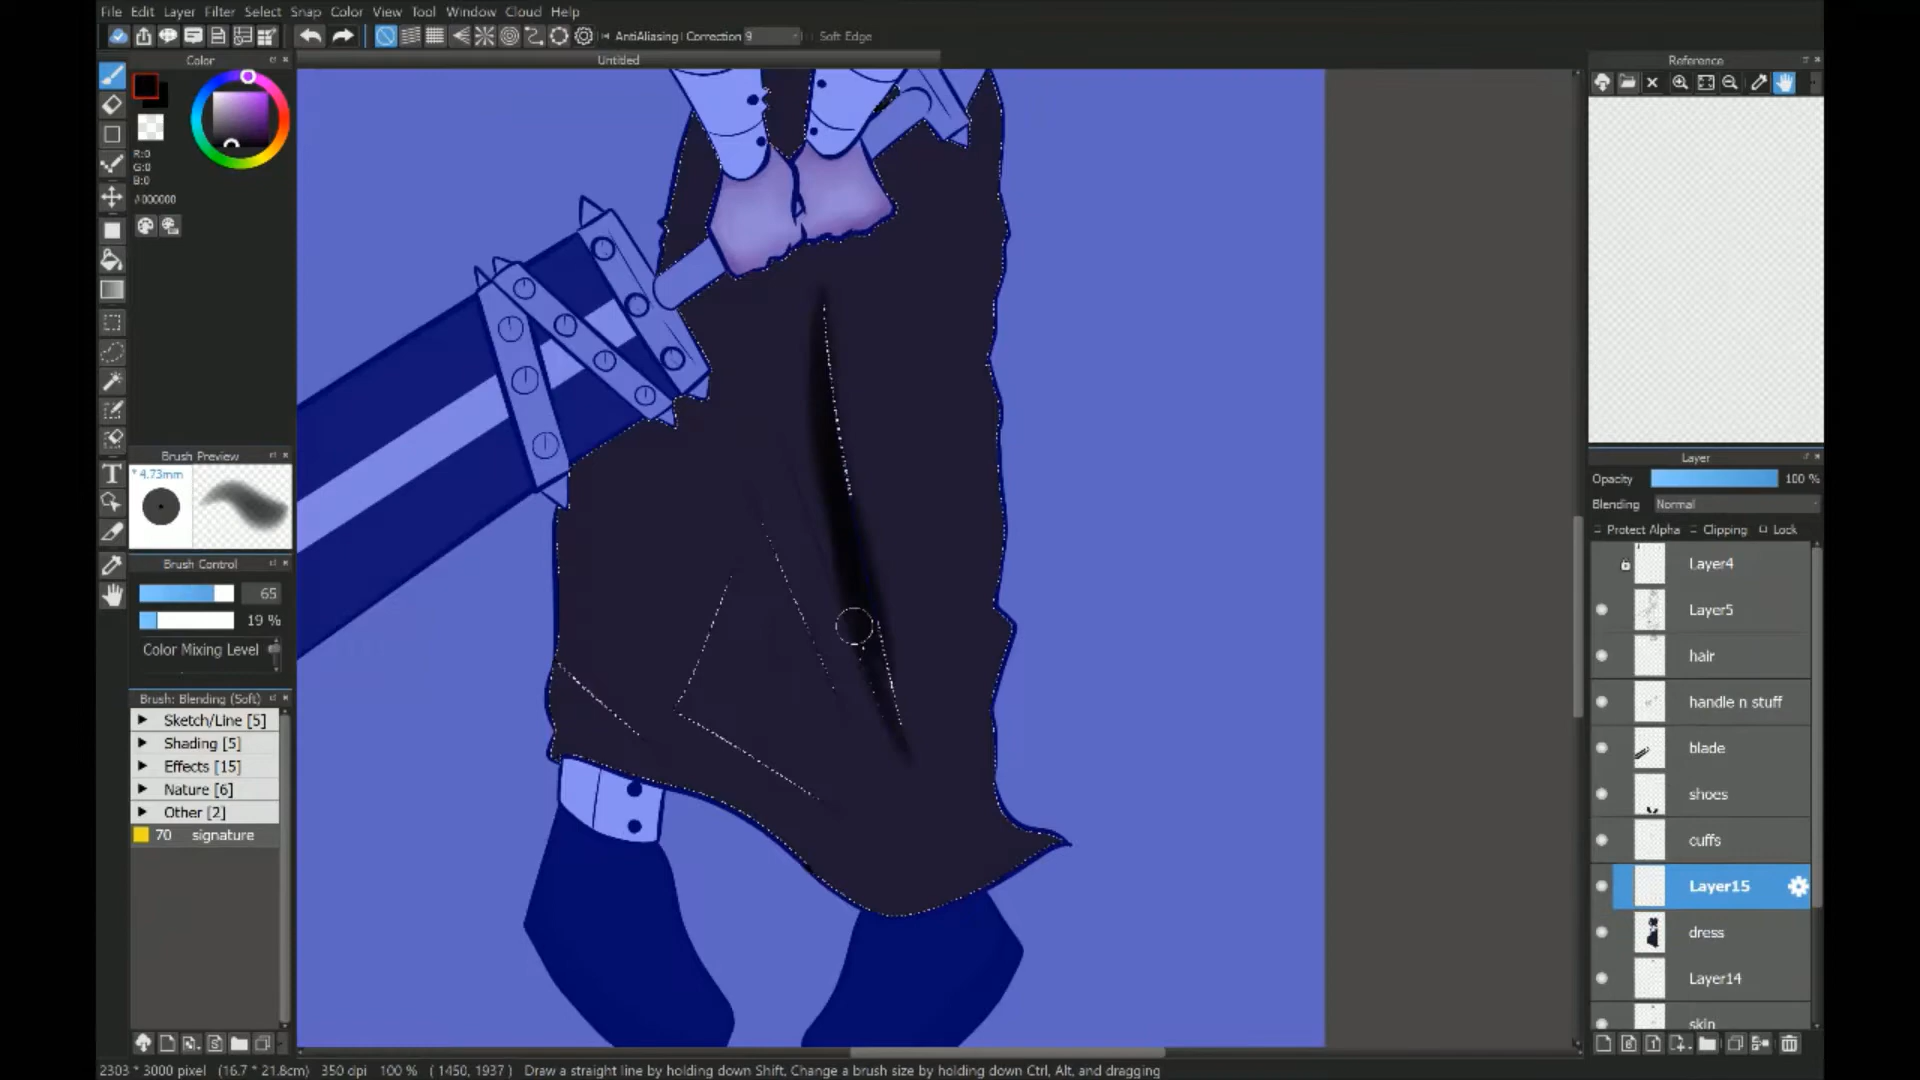 File Edit Layer Filter Select Snap Color View Tool Window Cloud Help
AntiAliasing Correction 9 Soft Edge
Color
Untitled
Reference
R:0
G:0
B:0
#000000
Brush Preview
* 4.73mm
Brush Control
65
19 %
Color Mixing Level
Brush: Blending (Soft)
Sketch/Line [5]
Shading [5]
Effects [15]
Nature [6]
Other [2]
70 signature
Layer
Opacity 100 %
Blending Normal
Protect Alpha Clipping Lock
Layer4
Layer5
hair
handle n stuff
blade
shoes
cuffs
Layer15
dress
Layer14
skin
2303 * 3000 pixel (16.7 * 21.8cm) 350 dpi 100 % ( 1450, 1937 ) Draw a straight line by holding down Shift, Change a brush size by holding down Ctrl, Alt, and dragging